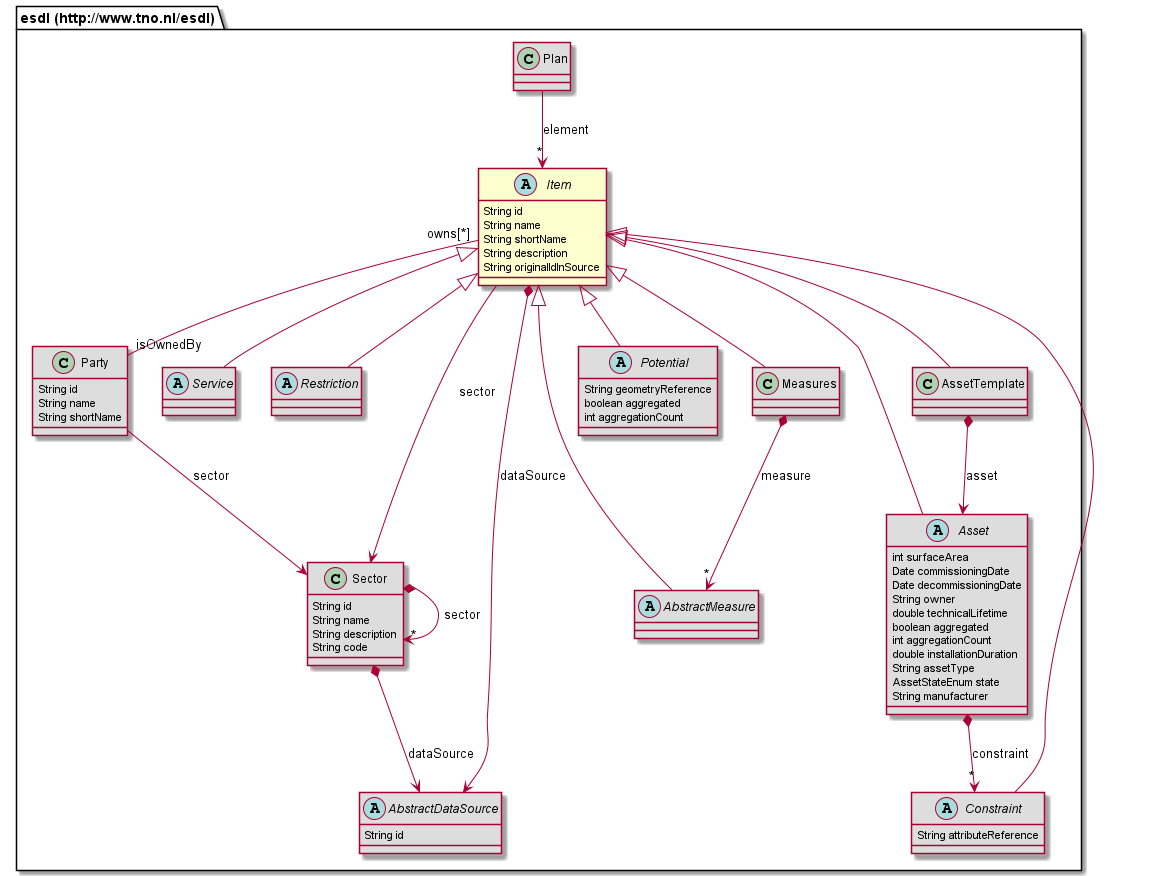 esdl (http://www.tno.nl/esdl)
C Plan
element
*
A Item
String id
String name
String shortName
String description
String originalIdInSource
owns[*]
isOwnedBy
C Party
String id
String name
String shortName
A Service
A Restriction
sector
A Potential
String geometryReference
boolean aggregated
int aggregationCount
C Measures
C AssetTemplate
sector
dataSource
measure
*
asset
A Asset
int surfaceArea
Date commissioningDate
Date decommissioningDate
String owner
double technicalLifetime
boolean aggregated
int aggregationCount
double installationDuration
String assetType
AssetStateEnum state
String manufacturer
C Sector
String id
String name
String description
String code
sector
*
A AbstractMeasure
dataSource
constraint
*
A AbstractDataSource
String id
A Constraint
String attributeReference